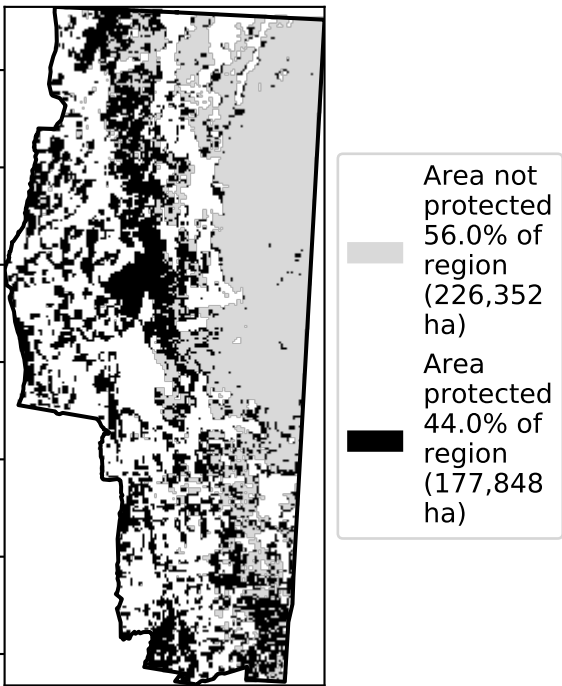 Area not
protected
56.0% of
region
(226,352
ha)
Area
protected
44.0% of
region
(177,848
ha)